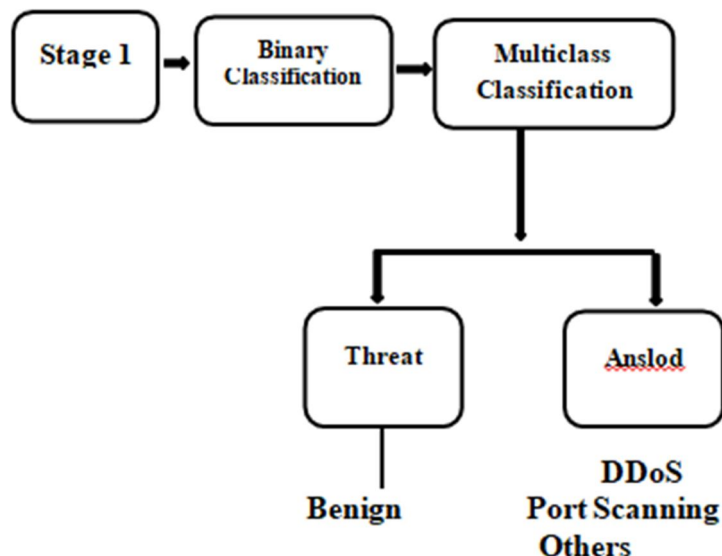 Stage 1
Binary
Classification
Multiclass
Classification
Threat
Anslod
Benign
DDoS
Port Scanning
Others